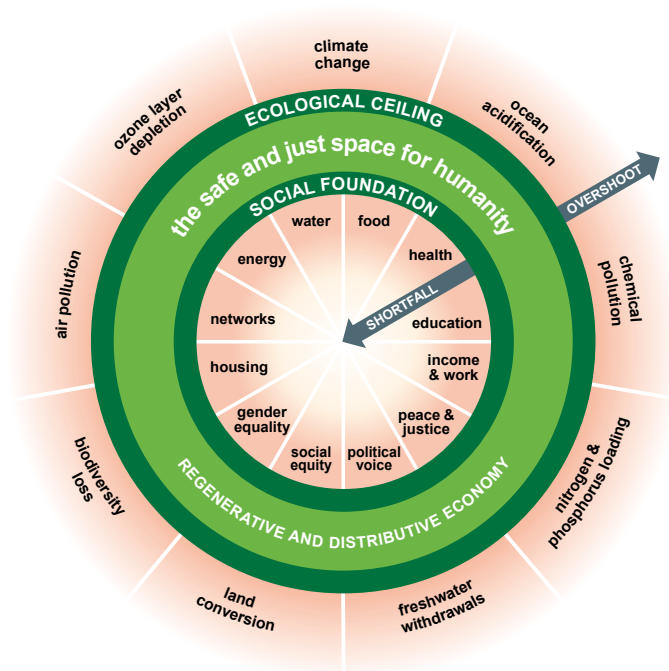 climate
change
ocean
acidification
chemical
pollution
nitrogen &
phosphorus loading
freshwater
withdrawals
land
conversion
biodiversity
loss
air pollution
ozone layer
depletion
OVERSHOOT
ECOLOGICAL CEILING
the safe and just space for humanity
SOCIAL FOUNDATION
water
food
health
SHORTFALL
education
income
& work
peace &
justice
political
voice
social
equity
gender
equality
housing
networks
energy
REGENERATIVE AND DISTRIBUTIVE ECONOMY